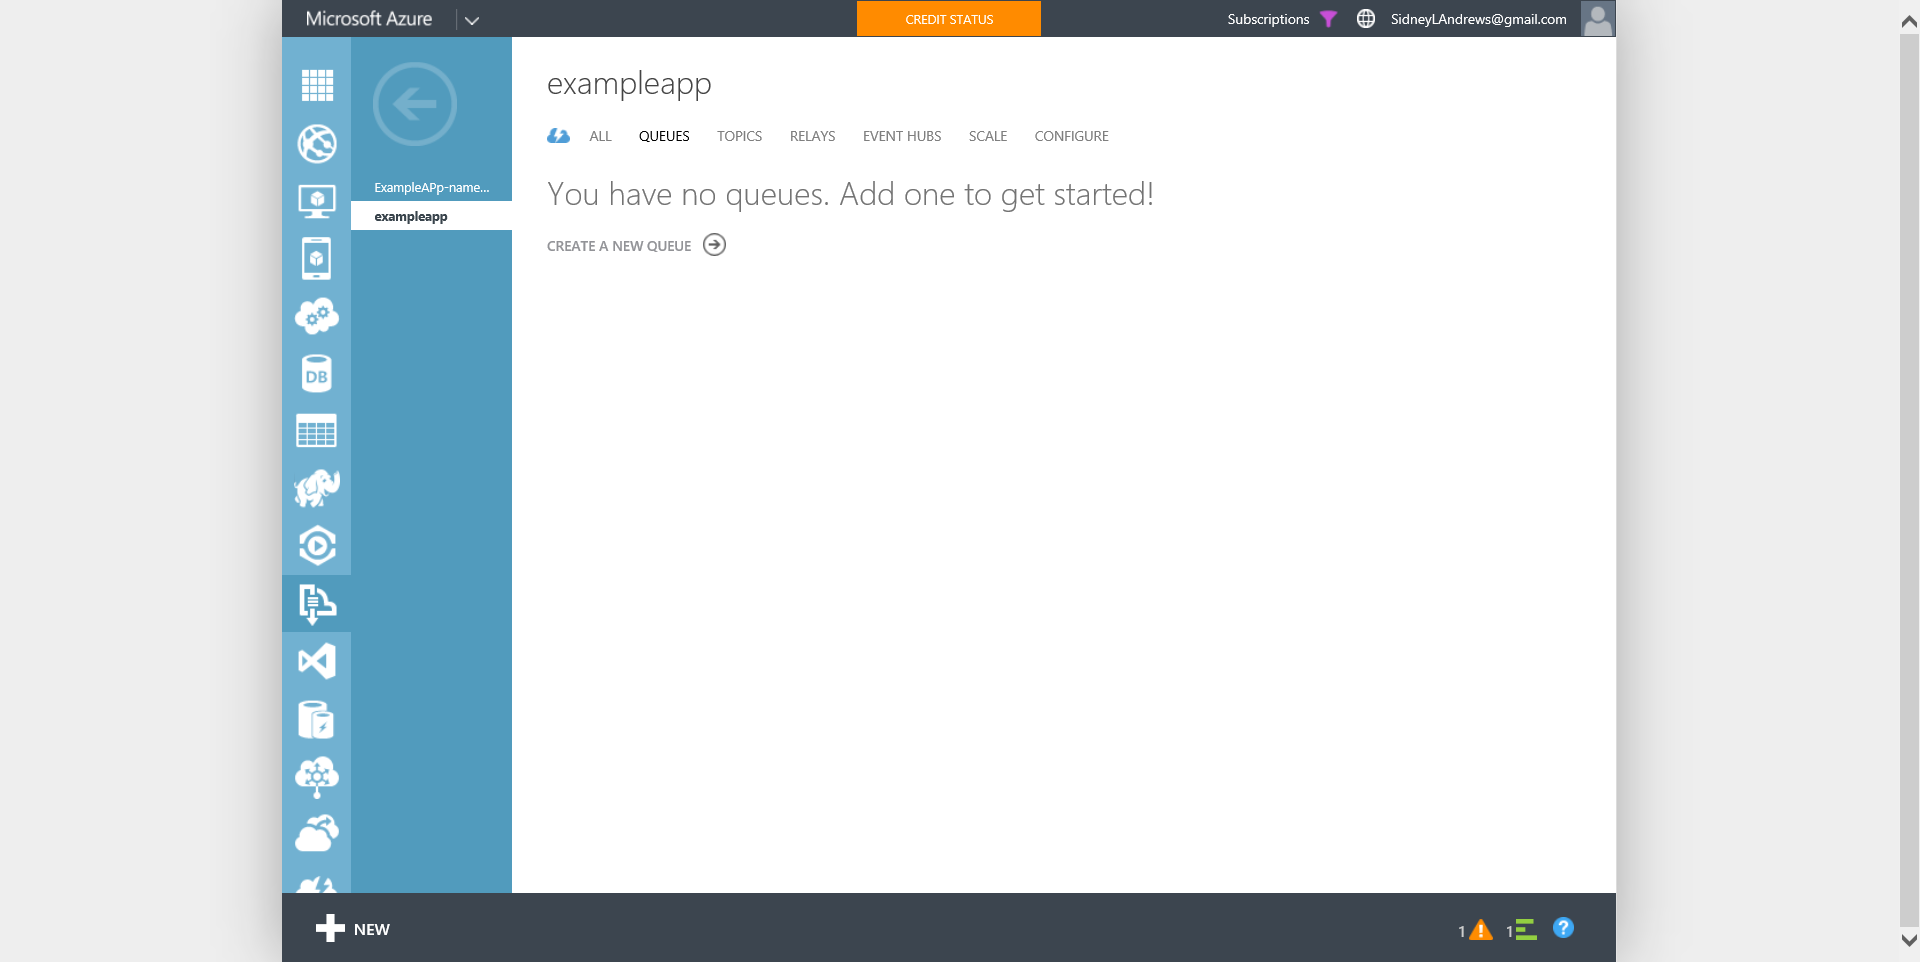 Microsoft Azure
CREDIT STATUS
Subscriptions
SidneyLAndrews@gmail.com
ExampleAPp-name...
exampleapp
exampleapp
ALL QUEUES TOPICS RELAYS EVENT HUBS SCALE CONFIGURE
You have no queues. Add one to get started!
CREATE A NEW QUEUE
DB
NEW
1
1
?